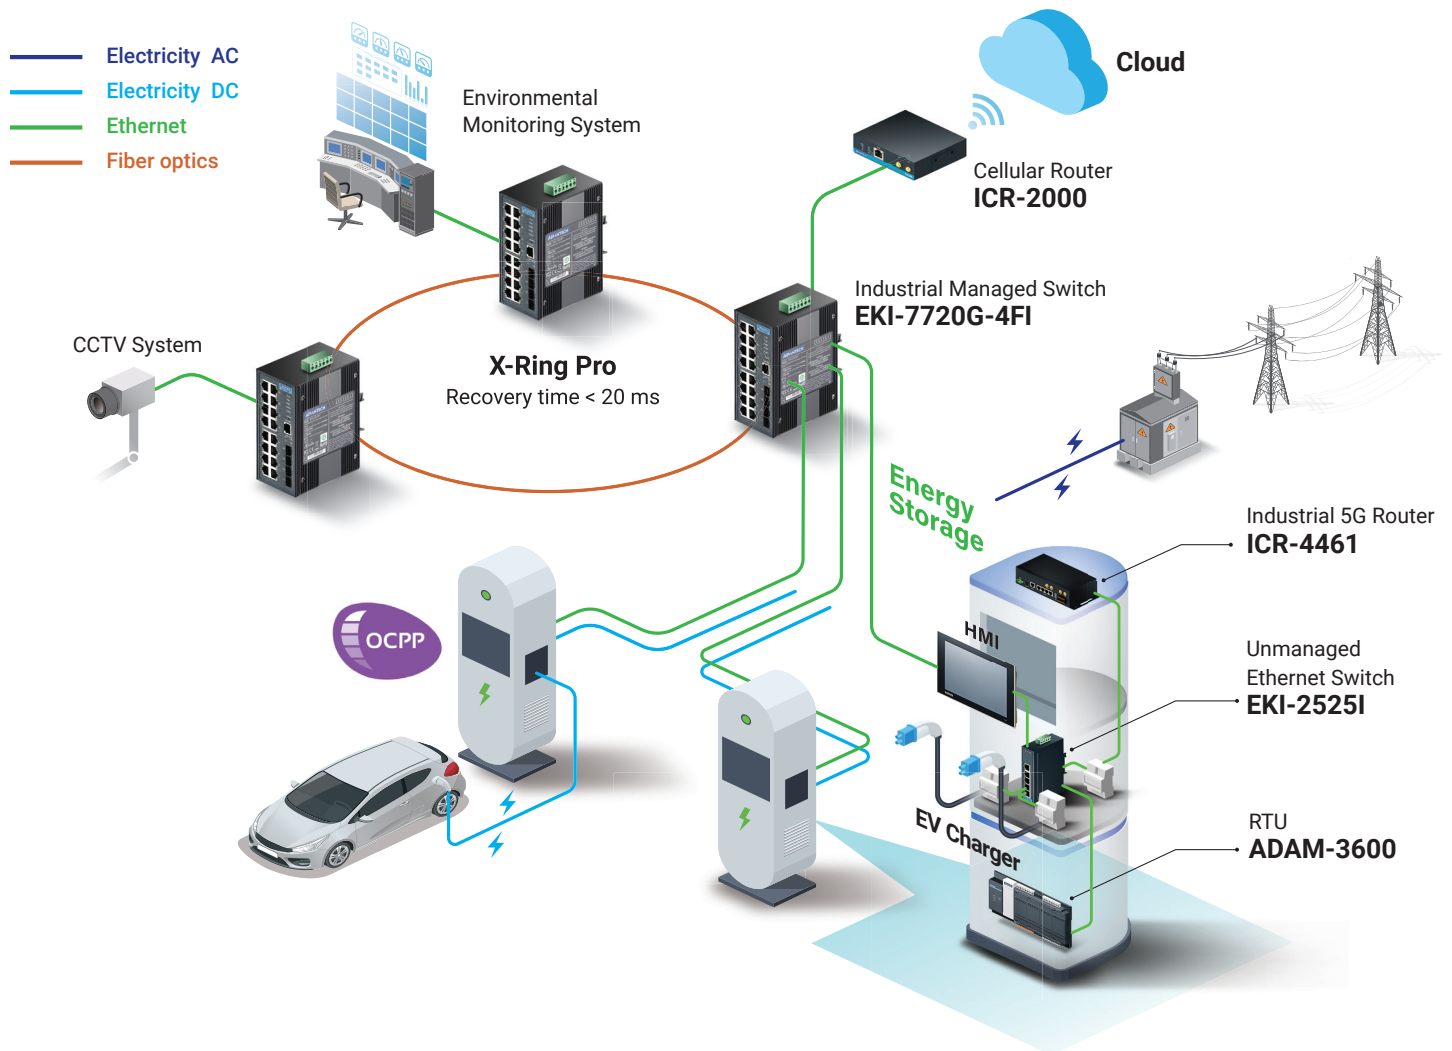 Electricity AC
Electricity DC
Ethernet
Fiber optics
Environmental
Monitoring System
Cloud
Cellular Router
ICR-2000
Industrial Managed Switch
EKI-7720G-4FI
CCTV System
X-Ring Pro
Recovery time < 20 ms
Energy
Storage
Industrial 5G Router
ICR-4461
OCPP
HMI
Unmanaged
Ethernet Switch
EKI-2525I
EV Charger
RTU
ADAM-3600